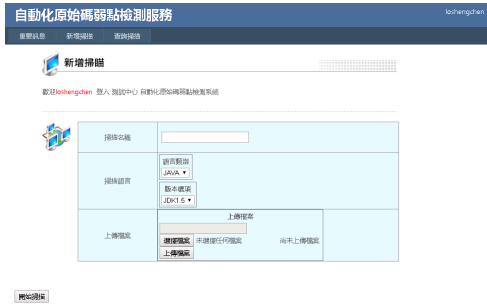 自動化原始碼弱點檢測服務
loshengchen
重要訊息 新增掃描 查詢掃描
新增掃瞄
歡迎loshengchen 登入 測試中心 自動化原始碼弱點檢測系統
掃描名稱
掃描語言
語言類別
JAVA
版本選項
JDK1.5
上傳檔案
上傳檔案
選擇檔案 未選擇任何檔案 尚未上傳檔案
上傳檔案
開始掃描